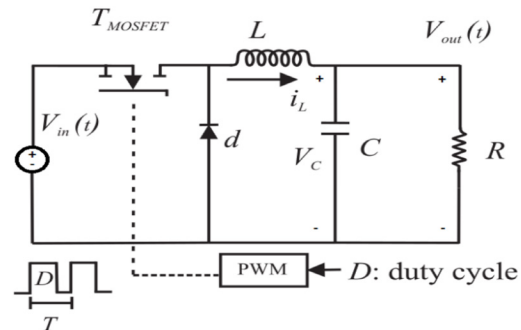 T_MOSFET
L
V_out (t)
V_in (t)
+
-
d
i_L
+
V_C
-
C
+
-
R
D
T
PWM
D: duty cycle